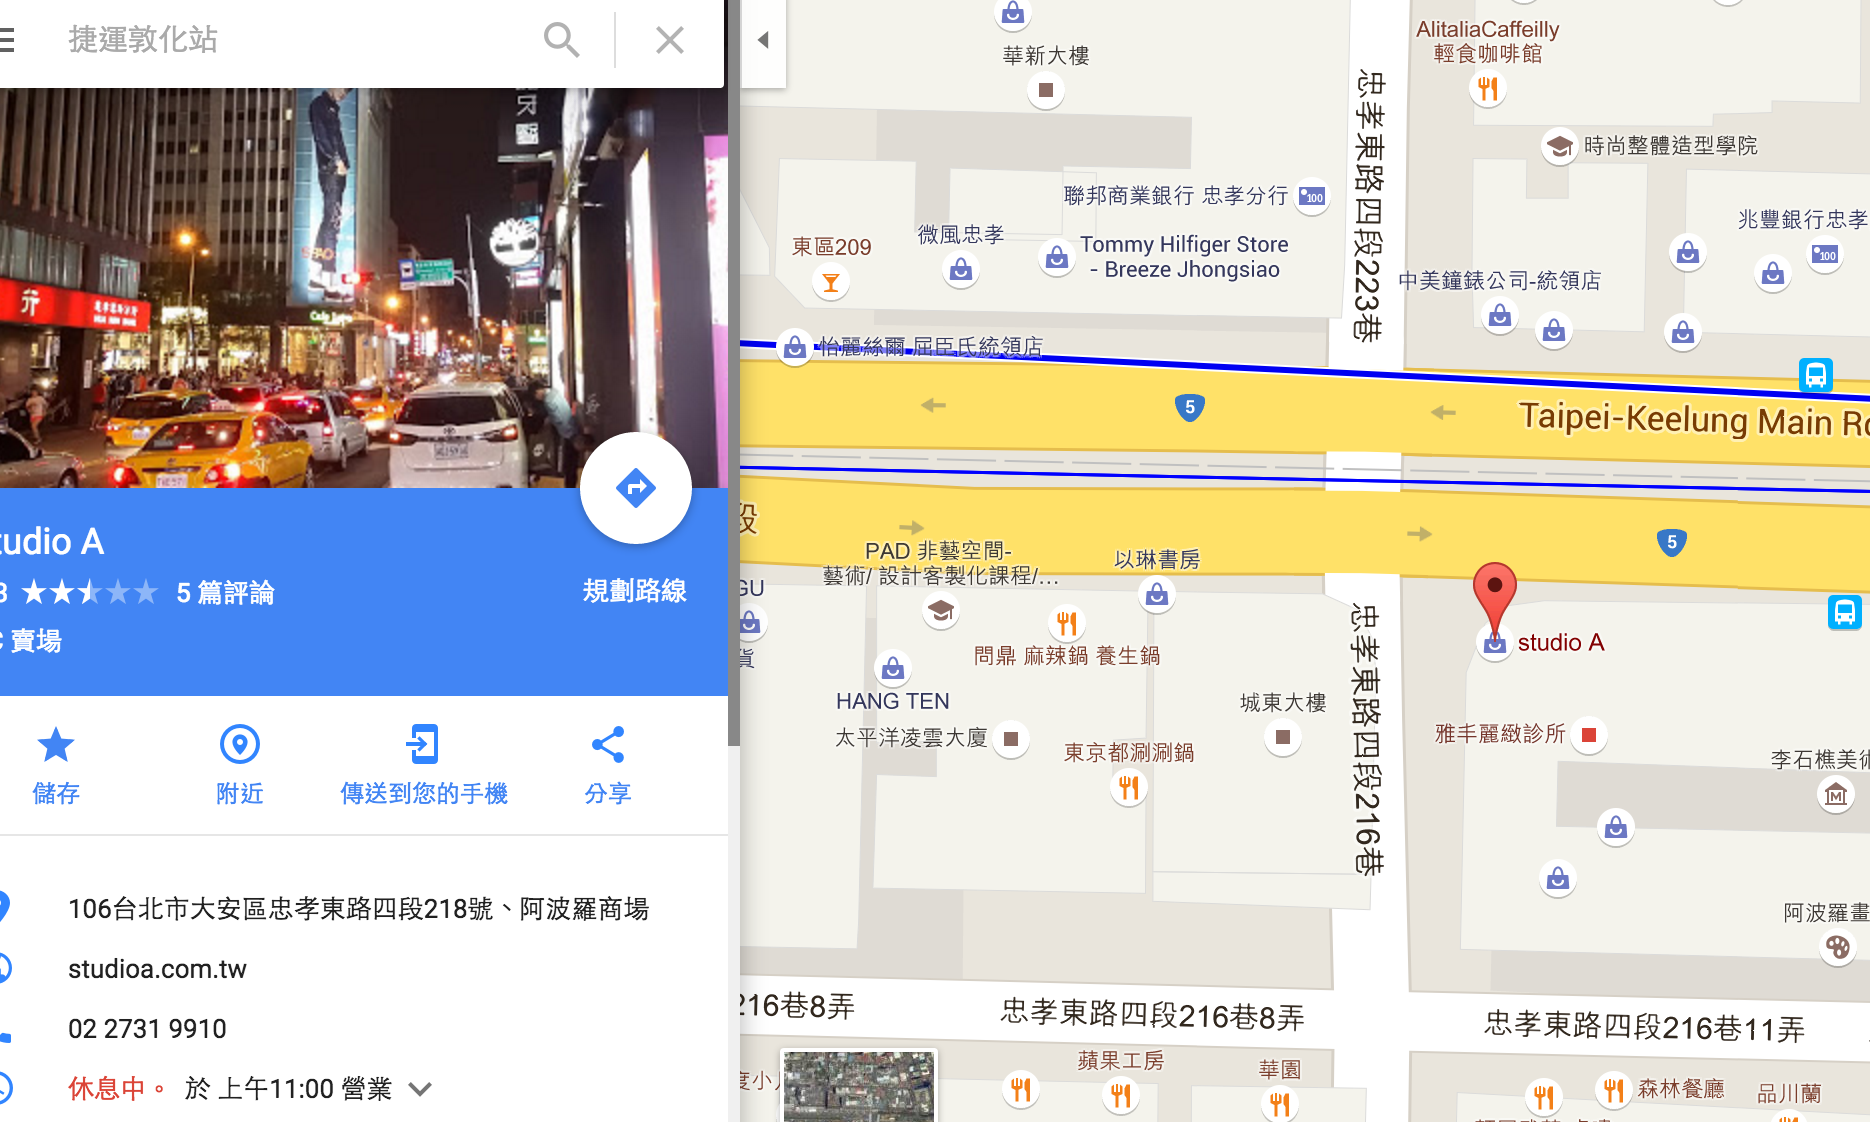 捷運敦化站
tudio A
5 篇評論
規劃路線
賣場
儲存
附近
傳送到您的手機
分享
106台北市大安區忠孝東路四段218號、阿波羅商場
studioa.com.tw
02 2731 9910
休息中。 於 上午11:00 營業
華新大樓
AlitaliaCaffeilly
輕食咖啡館
時尚整體造型學院
忠孝東路四段223巷
聯邦商業銀行 忠孝分行
100
兆豐銀行忠孝
100
東區209
微風忠孝
Tommy Hilfiger Store
- Breeze Jhongsiao
中美鐘錶公司-統領店
怡麗絲爾 屈臣氏統領店
5
Taipei-Keelung Main Ro
段
5
PAD 非藝空間-
藝術/ 設計客製化課程/...
以琳書房
GU
貨
問鼎 麻辣鍋 養生鍋
忠孝東路四段216巷
studio A
HANG TEN
太平洋凌雲大廈
城東大樓
東京都涮涮鍋
雅丰麗緻診所
李石樵美術
阿波羅畫
216巷8弄
忠孝東路四段216巷8弄
忠孝東路四段216巷11弄
度小
蘋果工房
華園
森林餐廳
品川蘭